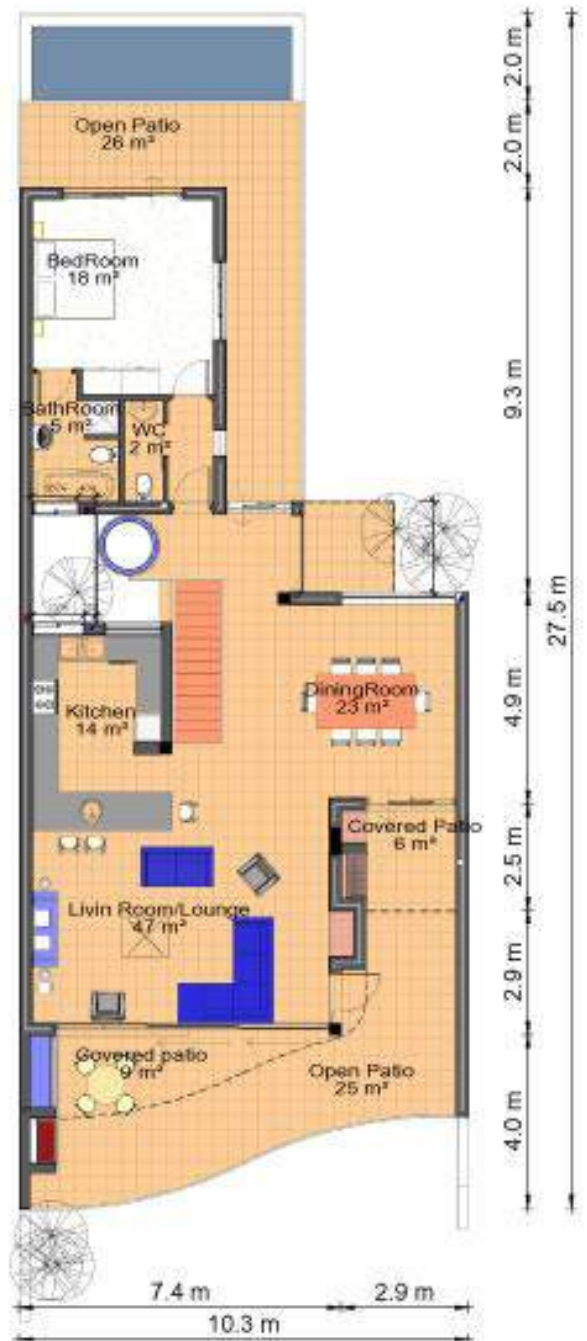 2.0 m
Open Patio
26 m²
2.0 m
BedRoom
18 m²
9.3 m
BathRoom
5 m²
WC
2 m²
27.5 m
4.9 m
DiningRoom
23 m²
Kitchen
14 m²
Covered Patio
6 m²
2.5 m
Livin Room/Lounge
47 m²
2.9 m
Covered patio
9 m²
Open Patio
25 m²
4.0 m
7.4 m
2.9 m
10.3 m